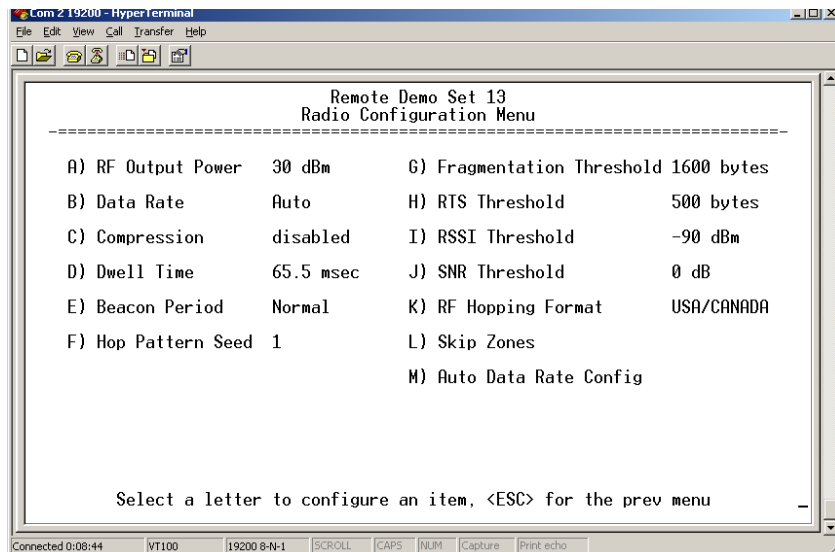 Com 2 19200 - HyperTerminal
File Edit View Call Transfer Help
Remote Demo Set 13
Radio Configuration Menu
-==========================================================================-
A) RF Output Power 30 dBm G) Fragmentation Threshold 1600 bytes
B) Data Rate Auto H) RTS Threshold 500 bytes
C) Compression disabled I) RSSI Threshold -90 dBm
D) Dwell Time 65.5 msec J) SNR Threshold 0 dB
E) Beacon Period Normal K) RF Hopping Format USA/CANADA
F) Hop Pattern Seed 1 L) Skip Zones
M) Auto Data Rate Config
Select a letter to configure an item, <ESC> for the prev menu _
Connected 0:08:44 VT100 19200 8-N-1 SCROLL CAPS NUM Capture Print echo